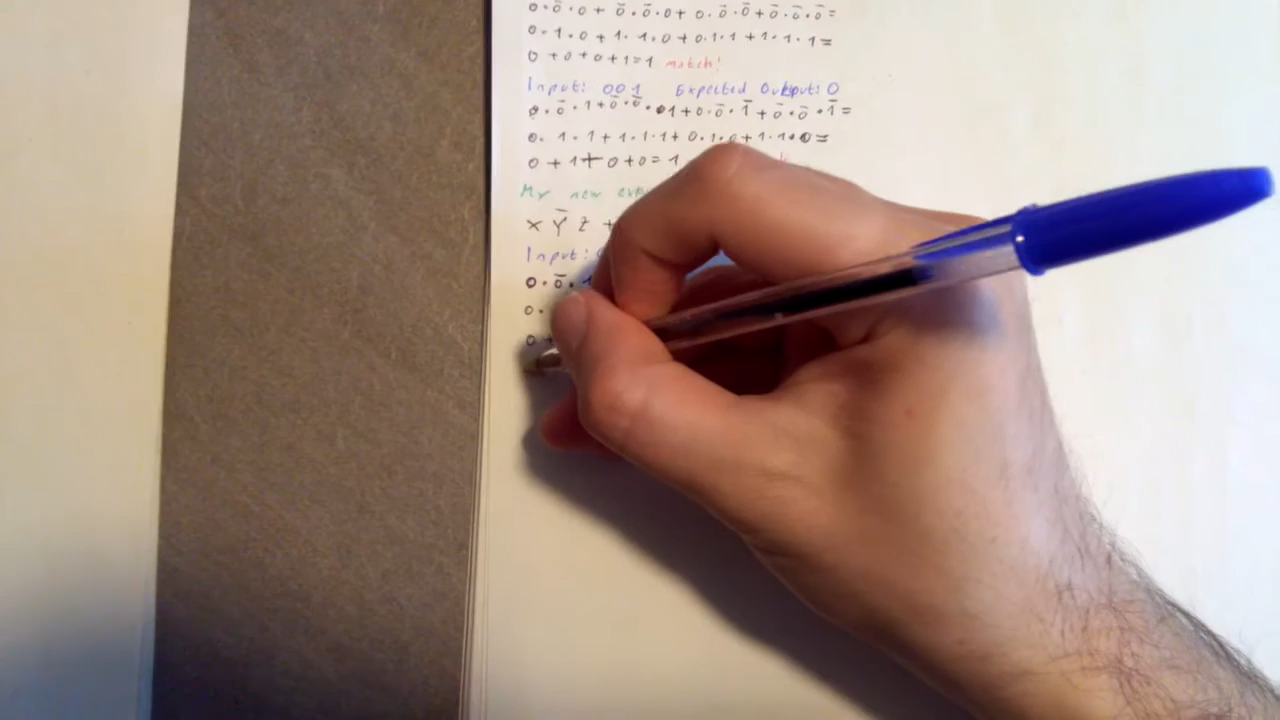 0·0̅·0 + 0̅·0̅·0 + 0·0̅·0̅ + 0̅·0̅·0̅ =
0·1·0 + 1·1·0 + 0·1·1 + 1·1·1 =
0 + 0 + 0 + 1 = 1 match!
Input: 001 Expected Output: 0
0·0̅·1 + 0̅·0̅·1 + 0·0̅·1̅ + 0̅·0̅·1̅ =
0·1·1 + 1·1·1 + 0·1·0 + 1·1·0 =
0 + 1 + 0 + 0 = 1
My new
X Y̅ Z +
Input:
0·0̅·
0·
0 +